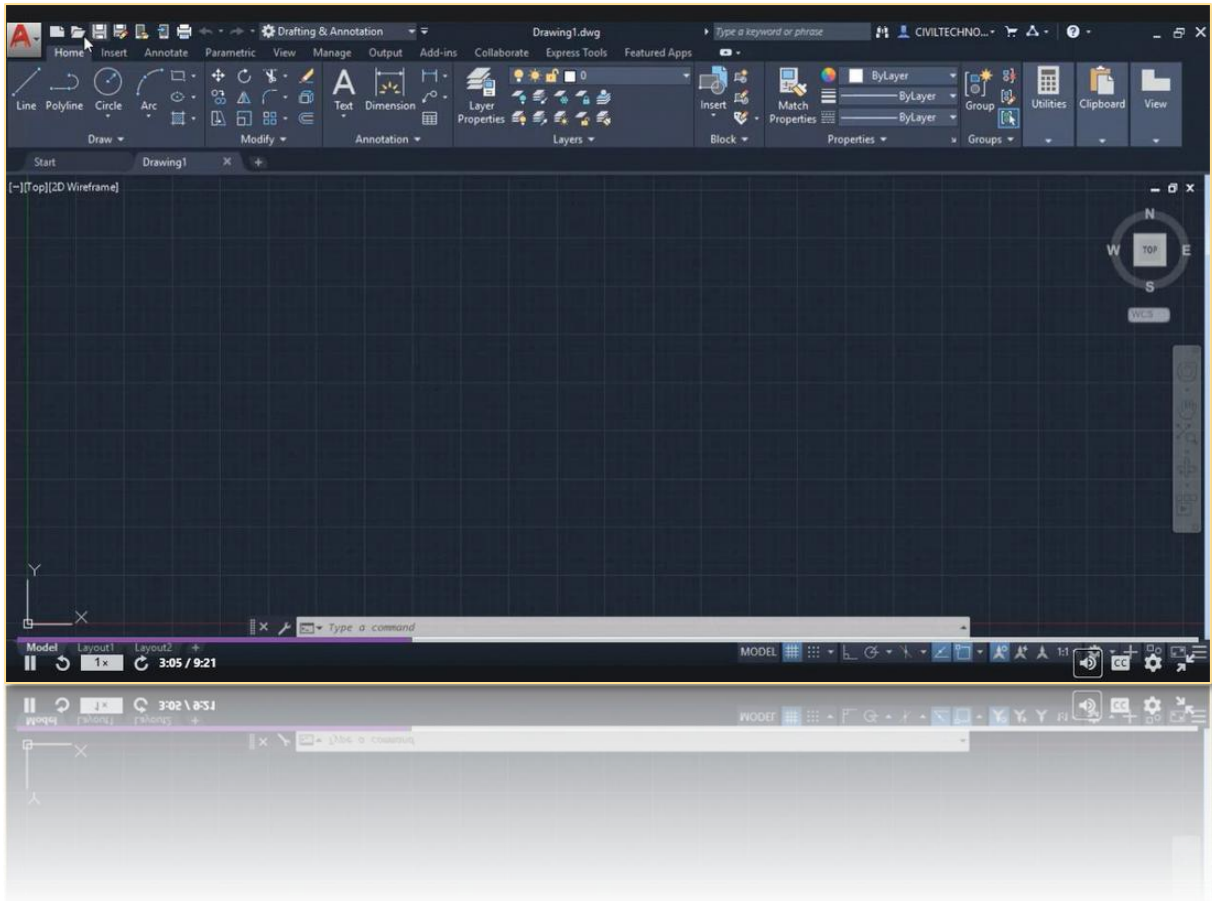 A Drafting & Annotation Drawing1.dwg Type a keyword or phrase CIVILTECHNO... ?
Home Insert Annotate Parametric View Manage Output Add-ins Collaborate Express Tools Featured Apps
0 ByLayer
ByLayer
Line Polyline Circle Arc A Text Dimension Layer Properties Insert Match Properties ByLayer Group Utilities Clipboard View
Draw Modify Annotation Layers Block Properties Groups
Start Drawing1
[−][Top][2D Wireframe]
N
W TOP E
S
WCS
Y
X
Type a command
Model Layout1 Layout2 + MODEL 1:1
1x 3:05 / 9:21 CC